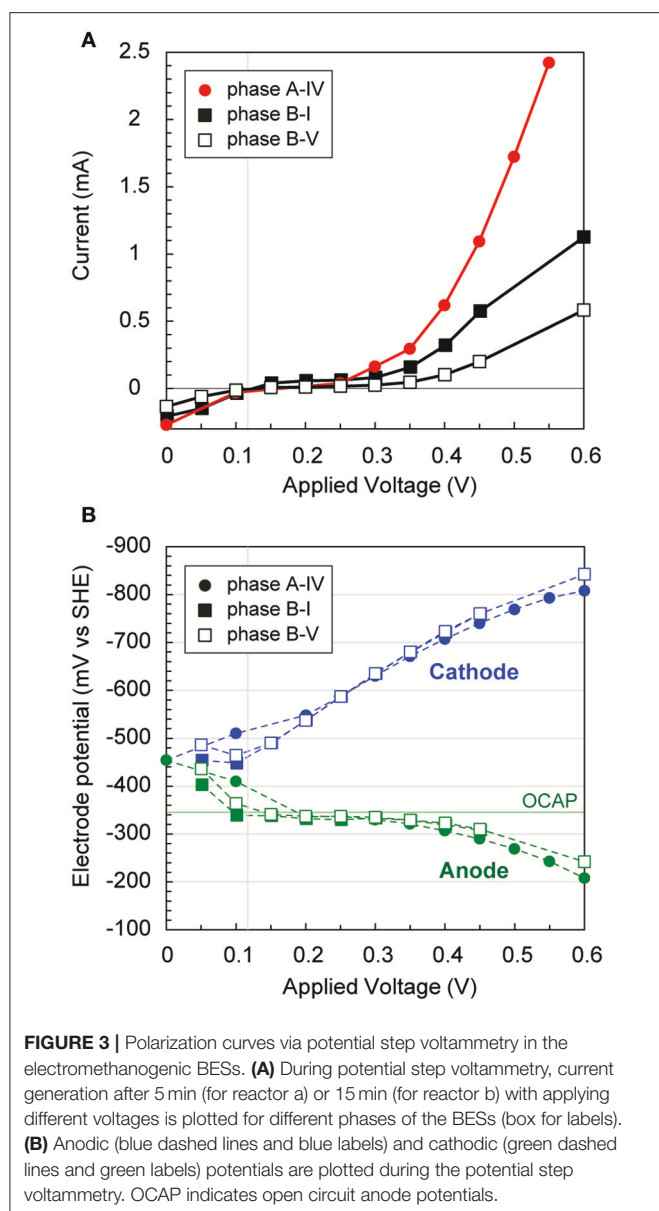 A
2.5
2
1.5
1
0.5
0
Current (mA)
phase A-IV
phase B-I
phase B-V
0 0.1 0.2 0.3 0.4 0.5 0.6
Applied Voltage (V)
B
-900
-800
-700
-600
-500
-400
-300
-200
-100
Electrode potential (mV vs SHE)
phase A-IV
phase B-I
phase B-V
Cathode
OCAP
Anode
0 0.1 0.2 0.3 0.4 0.5 0.6
Applied Voltage (V)
FIGURE 3 | Polarization curves via potential step voltammetry in the
electromethanogenic BESs. (A) During potential step voltammetry, current
generation after 5 min (for reactor a) or 15 min (for reactor b) with applying
different voltages is plotted for different phases of the BESs (box for labels).
(B) Anodic (blue dashed lines and blue labels) and cathodic (green dashed
lines and green labels) potentials are plotted during the potential step
voltammetry. OCAP indicates open circuit anode potentials.